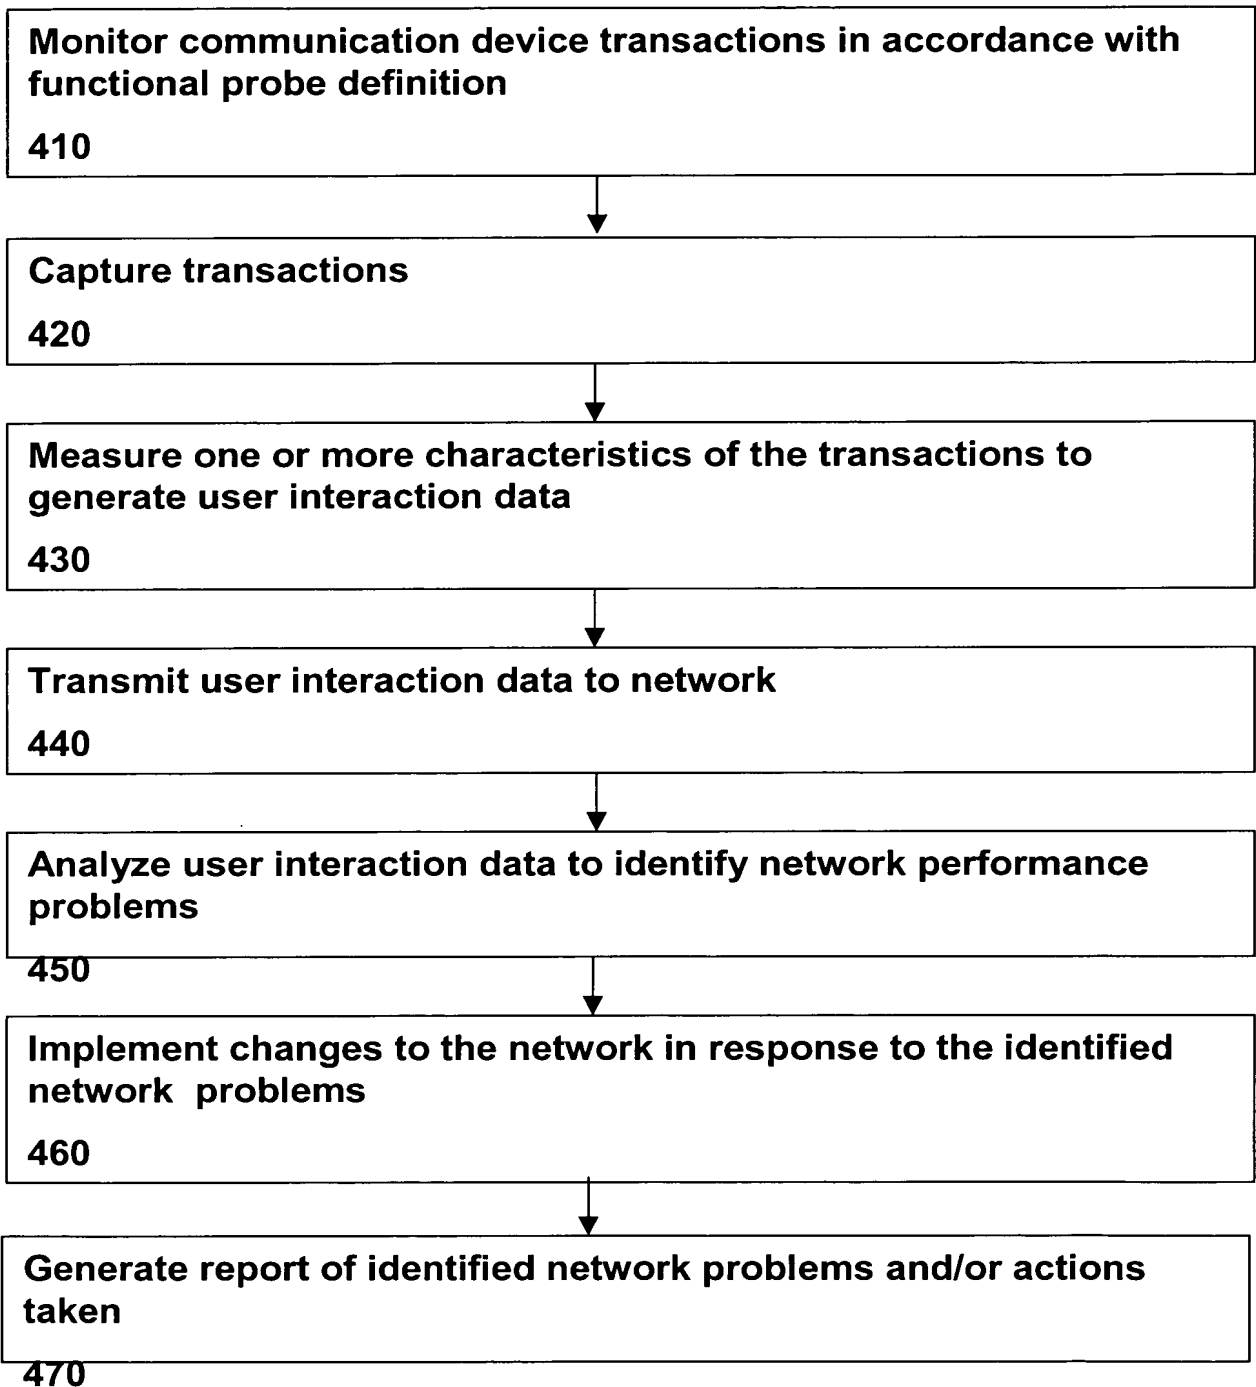 Monitor communication device transactions in accordance with
functional probe definition
410
Capture transactions
420
Measure one or more characteristics of the transactions to
generate user interaction data
430
Transmit user interaction data to network
440
Analyze user interaction data to identify network performance
problems
450
Implement changes to the network in response to the identified
network problems
460
Generate report of identified network problems and/or actions
taken
470